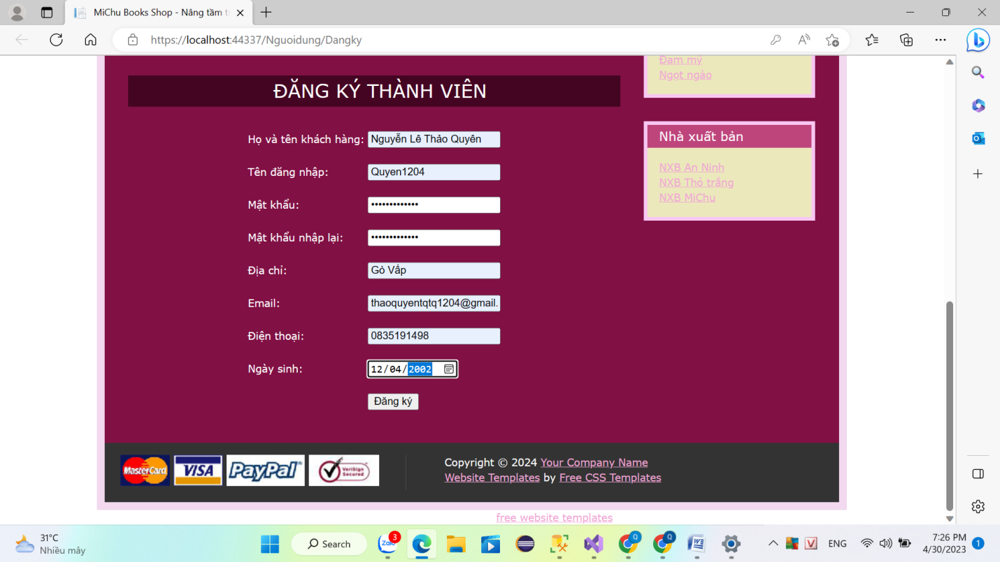 MiChu Books Shop - Nâng tầm t
https://localhost:44337/Nguoidung/Dangky
Đam mỹ
Ngọt ngào
ĐĂNG KÝ THÀNH VIÊN
Nhà xuất bản
NXB An Ninh
NXB Thỏ trắng
NXB MiChu
Họ và tên khách hàng: Nguyễn Lê Thảo Quyên
Tên đăng nhập: Quyen1204
Mật khẩu: •••••••••••••
Mật khẩu nhập lại: •••••••••••••
Địa chỉ: Gò Vấp
Email: thaoquyentqtq1204@gmail.
Điện thoại: 0835191498
Ngày sinh: 12/04/2002
Đăng ký
MasterCard VISA PayPal VeriSign Secured
Copyright © 2024 Your Company Name
Website Templates by Free CSS Templates
free website templates
31°C
Nhiều mây
Search
Zalo 3
ENG
7:26 PM
4/30/2023
1